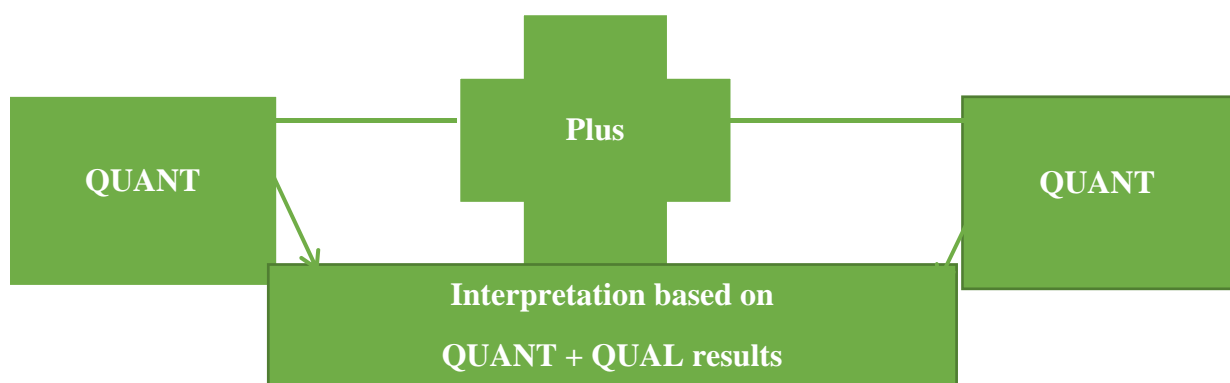 Plus
QUANT
QUANT
Interpretation based on
QUANT + QUAL results